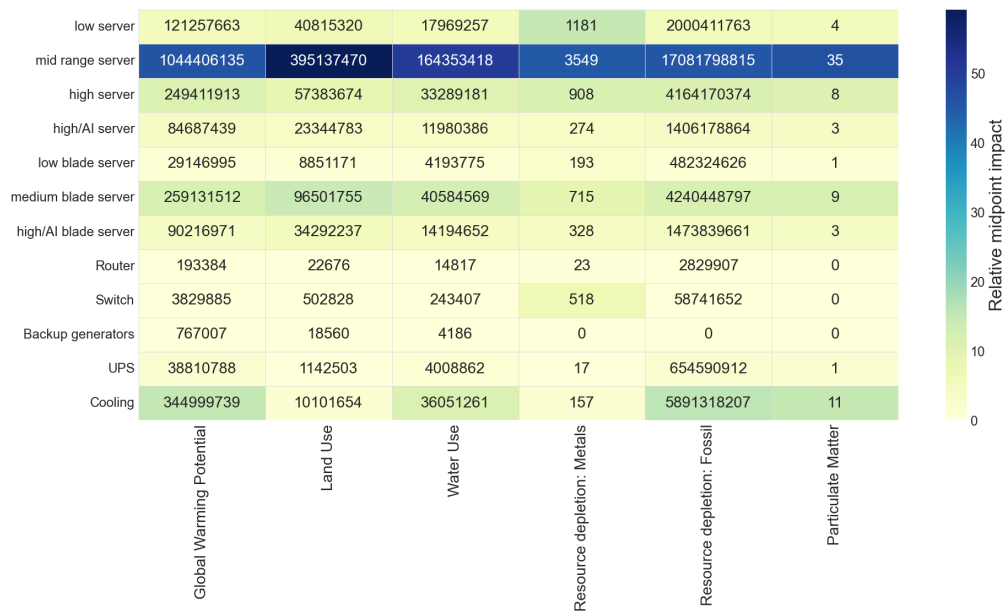 low server 121257663 40815320 17969257 1181 2000411763 4
mid range server 1044406135 395137470 164353418 3549 17081798815 35
high server 249411913 57383674 33289181 908 4164170374 8
high/AI server 84687439 23344783 11980386 274 1406178864 3
low blade server 29146995 8851171 4193775 193 482324626 1
medium blade server 259131512 96501755 40584569 715 4240448797 9
high/AI blade server 90216971 34292237 14194652 328 1473839661 3
Router 193384 22676 14817 23 2829907 0
Switch 3829885 502828 243407 518 58741652 0
Backup generators 767007 18560 4186 0 0 0
UPS 38810788 1142503 4008862 17 654590912 1
Cooling 344999739 10101654 36051261 157 5891318207 11
Global Warming Potential
Land Use
Water Use
Resource depletion: Metals
Resource depletion: Fossil
Particulate Matter
50
40
30
20
10
0
Relative midpoint impact